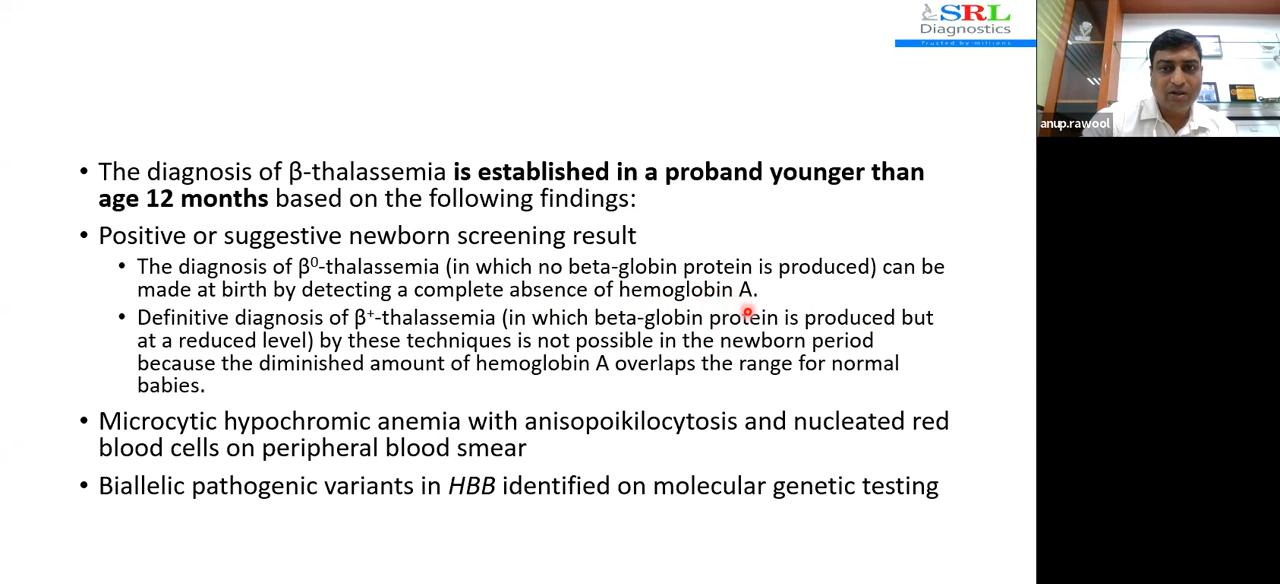 SRL
Diagnostics
Trusted by millions
anup.rawool
• The diagnosis of β-thalassemia is established in a proband younger than
age 12 months based on the following findings:
• Positive or suggestive newborn screening result
• The diagnosis of β⁰-thalassemia (in which no beta-globin protein is produced) can be
made at birth by detecting a complete absence of hemoglobin A.
• Definitive diagnosis of β⁺-thalassemia (in which beta-globin protein is produced but
at a reduced level) by these techniques is not possible in the newborn period
because the diminished amount of hemoglobin A overlaps the range for normal
babies.
• Microcytic hypochromic anemia with anisopoikilocytosis and nucleated red
blood cells on peripheral blood smear
• Biallelic pathogenic variants in HBB identified on molecular genetic testing